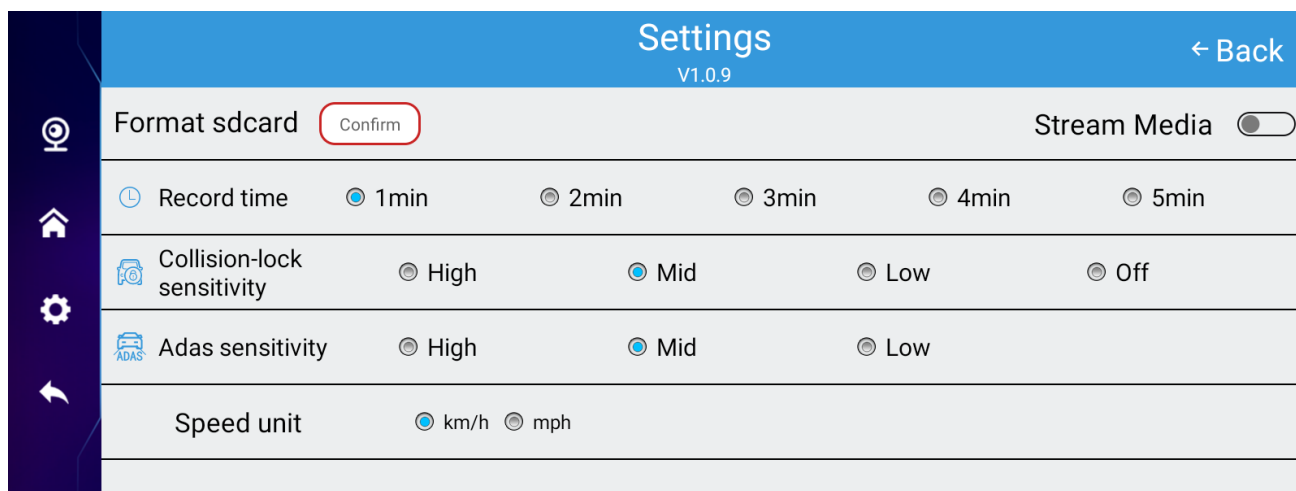 Settings
V1.0.9
← Back
Format sdcard Confirm Stream Media
Record time 1min 2min 3min 4min 5min
Collision-lock
sensitivity High Mid Low Off
ADAS Adas sensitivity High Mid Low
Speed unit km/h mph